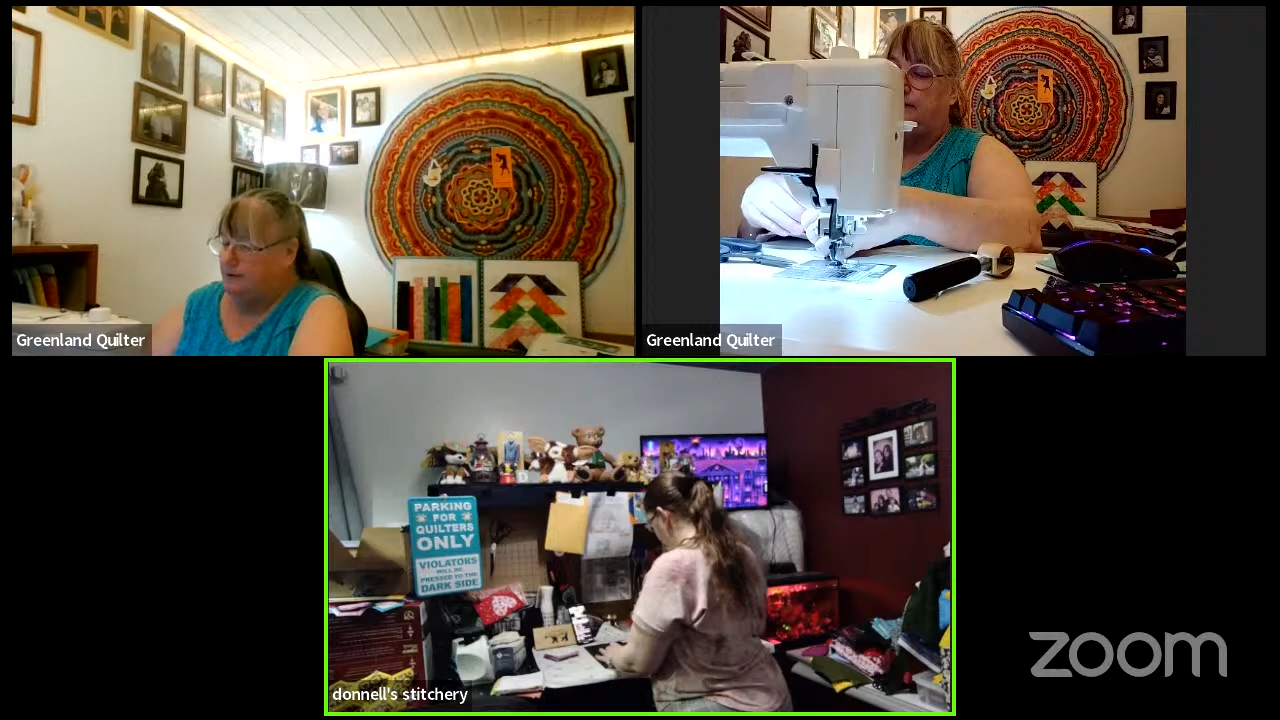 Greenland Quilter
Greenland Quilter
PARKING
FOR
QUILTERS
ONLY
VIOLATORS
WILL BE
PRESSED TO THE
DARK SIDE
donnell's stitchery
zoom